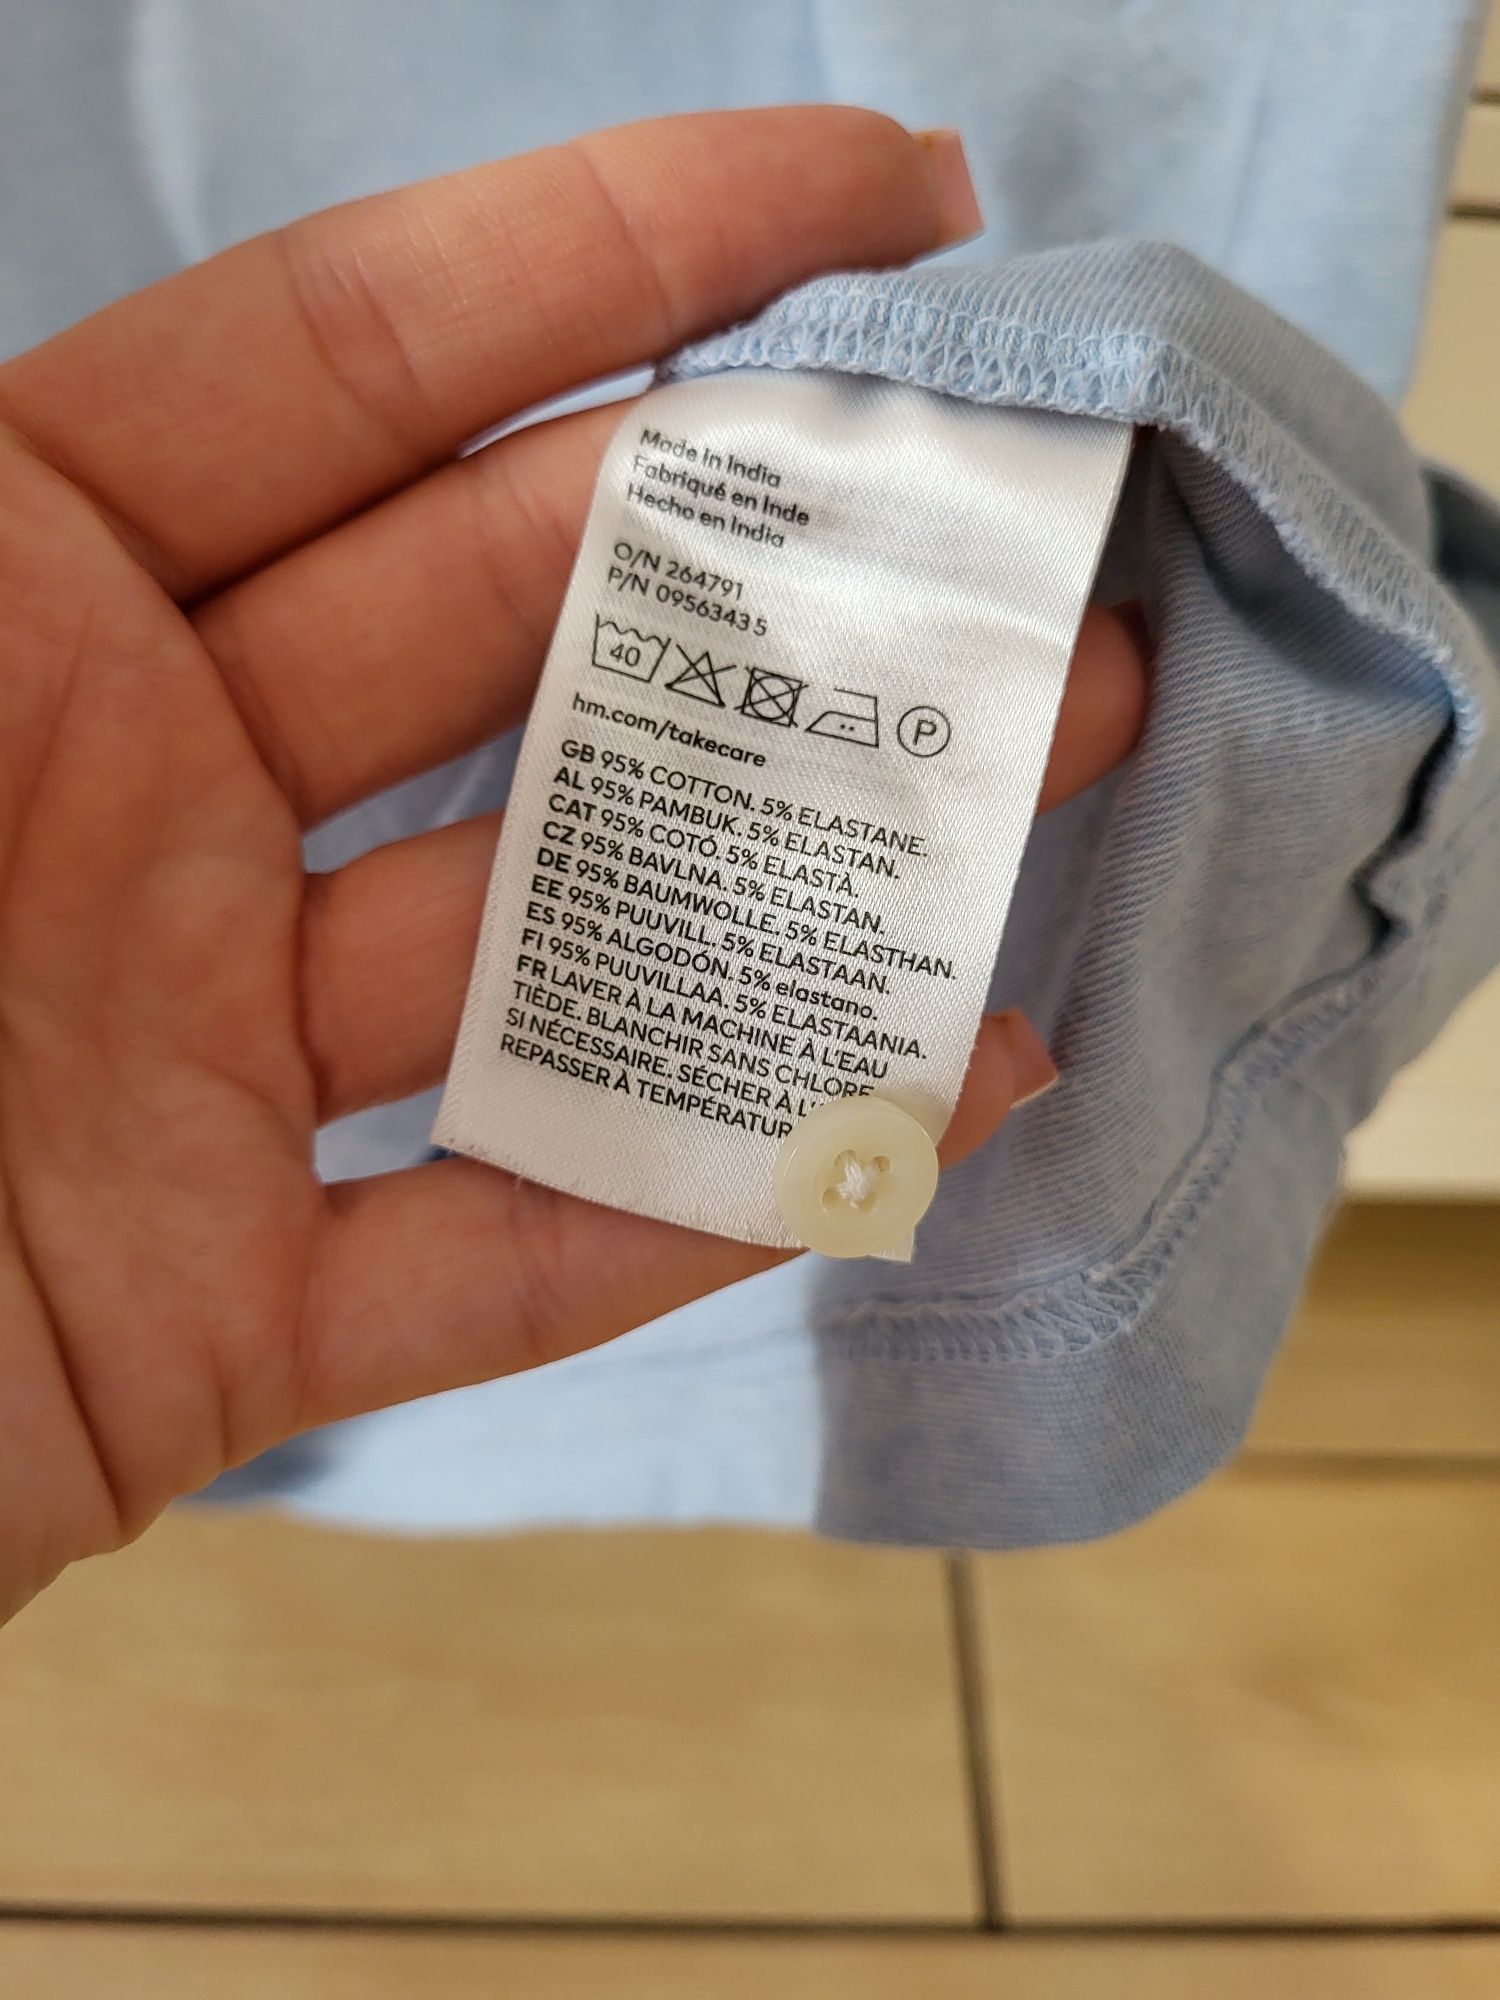 Made in India
Fabriqué en Inde
Hecho en India
O/N 264791
P/N 0956343 5
40
P
hm.com/takecare
GB 95% COTTON. 5% ELASTANE.
AL 95% PAMBUK. 5% ELASTAN.
CAT 95% COTÓ. 5% ELASTÀ.
CZ 95% BAVLNA. 5% ELASTAN.
DE 95% BAUMWOLLE. 5% ELASTHAN.
EE 95% PUUVILL. 5% ELASTAAN.
ES 95% ALGODÓN. 5% elastano.
FI 95% PUUVILLAA. 5% ELASTAANIA.
FR LAVER À LA MACHINE À L'EAU
TIÈDE. BLANCHIR SANS CHLORE
SI NÉCESSAIRE. SÉCHER À L'
REPASSER À TEMPÉRATUR